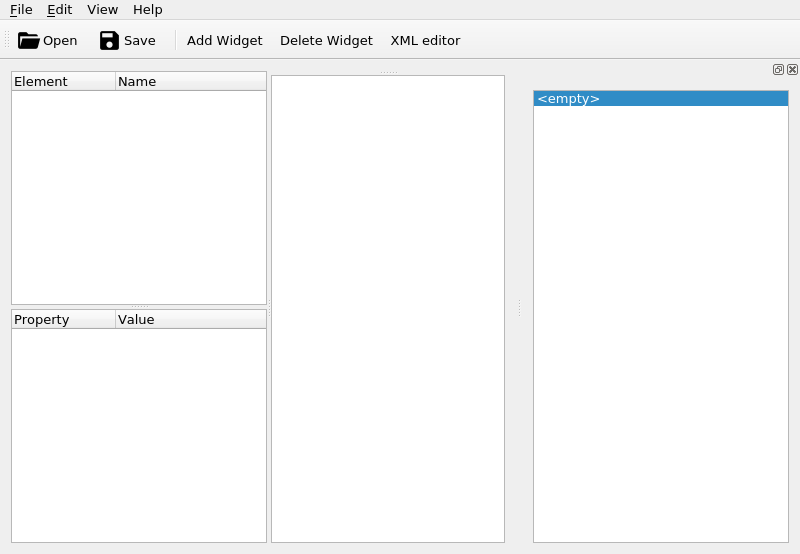 File Edit View Help
Open Save Add Widget Delete Widget XML editor
Element Name
<empty>
Property Value